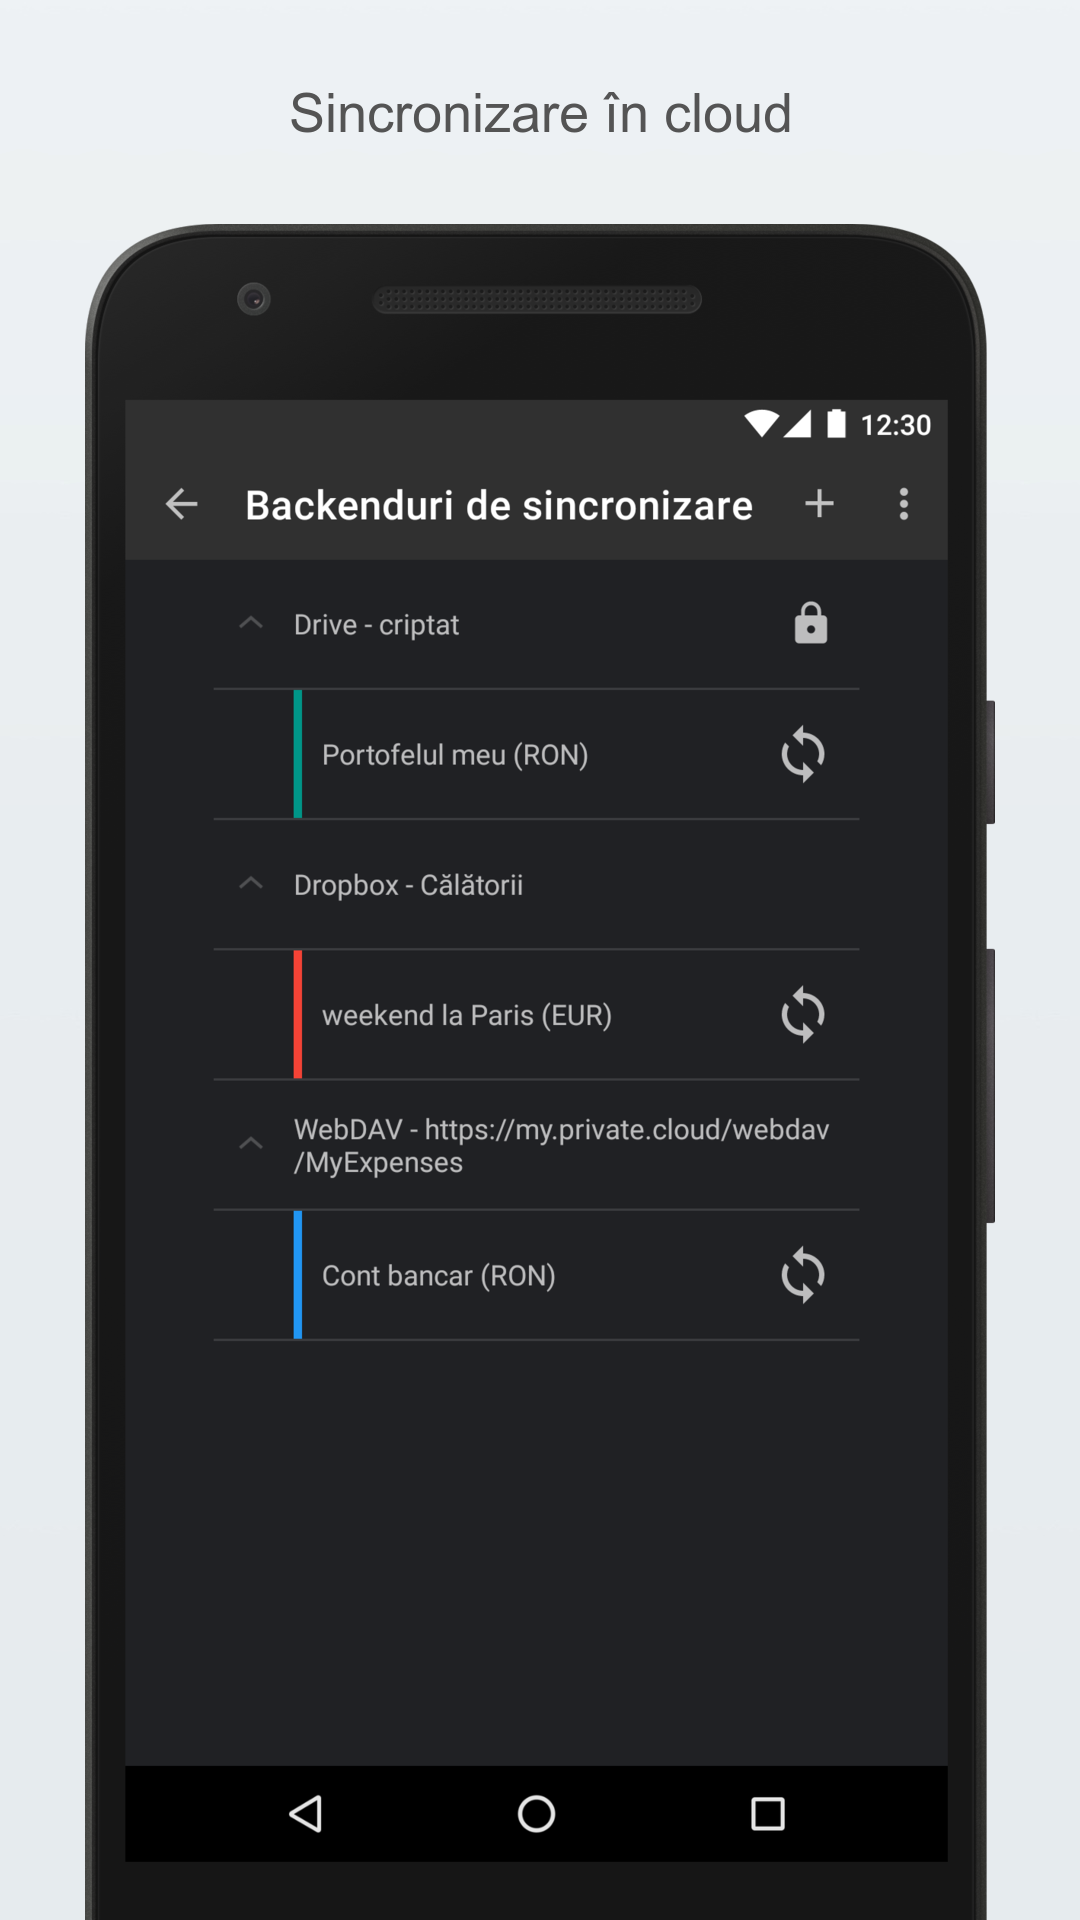 Sincronizare în cloud
12:30
Backenduri de sincronizare
Drive - criptat
Portofelul meu (RON)
Dropbox - Călătorii
weekend la Paris (EUR)
WebDAV - https://my.private.cloud/webdav
/MyExpenses
Cont bancar (RON)